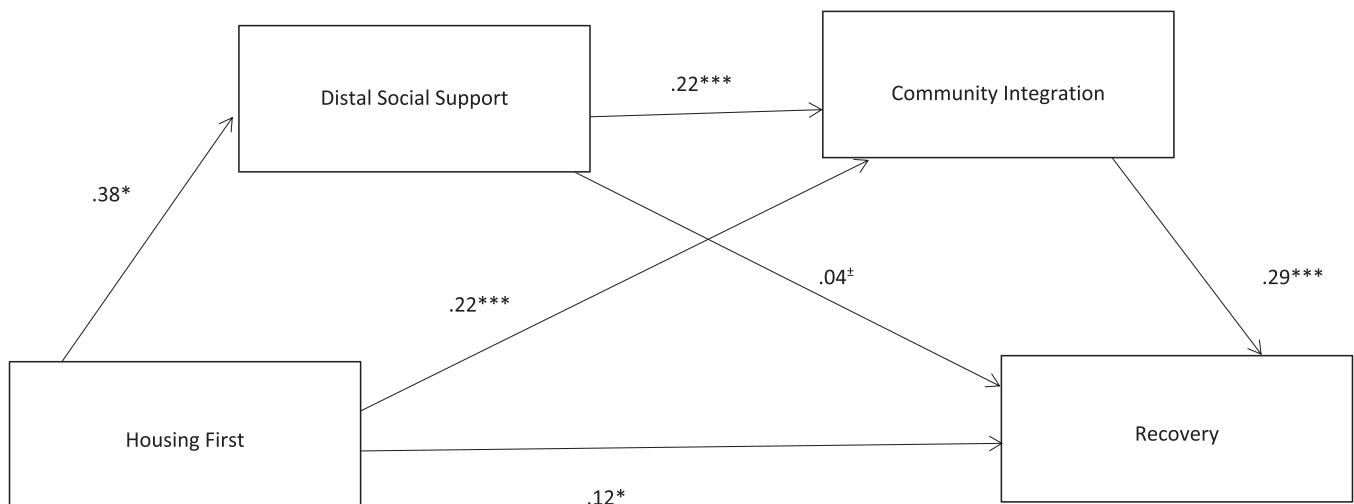 Community Integration
Distal Social Support
.22***
.38*
.04±
.29***
.22***
Housing First
Recovery
.12*